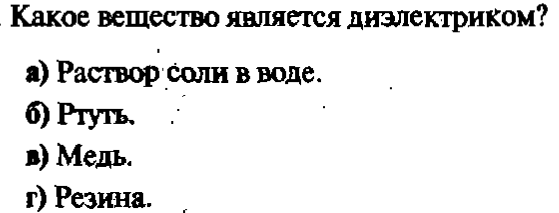 Какое вещество является диэлектриком?
а) Раствор соли в воде.
б) Ртуть.
в) Медь.
г) Резина.